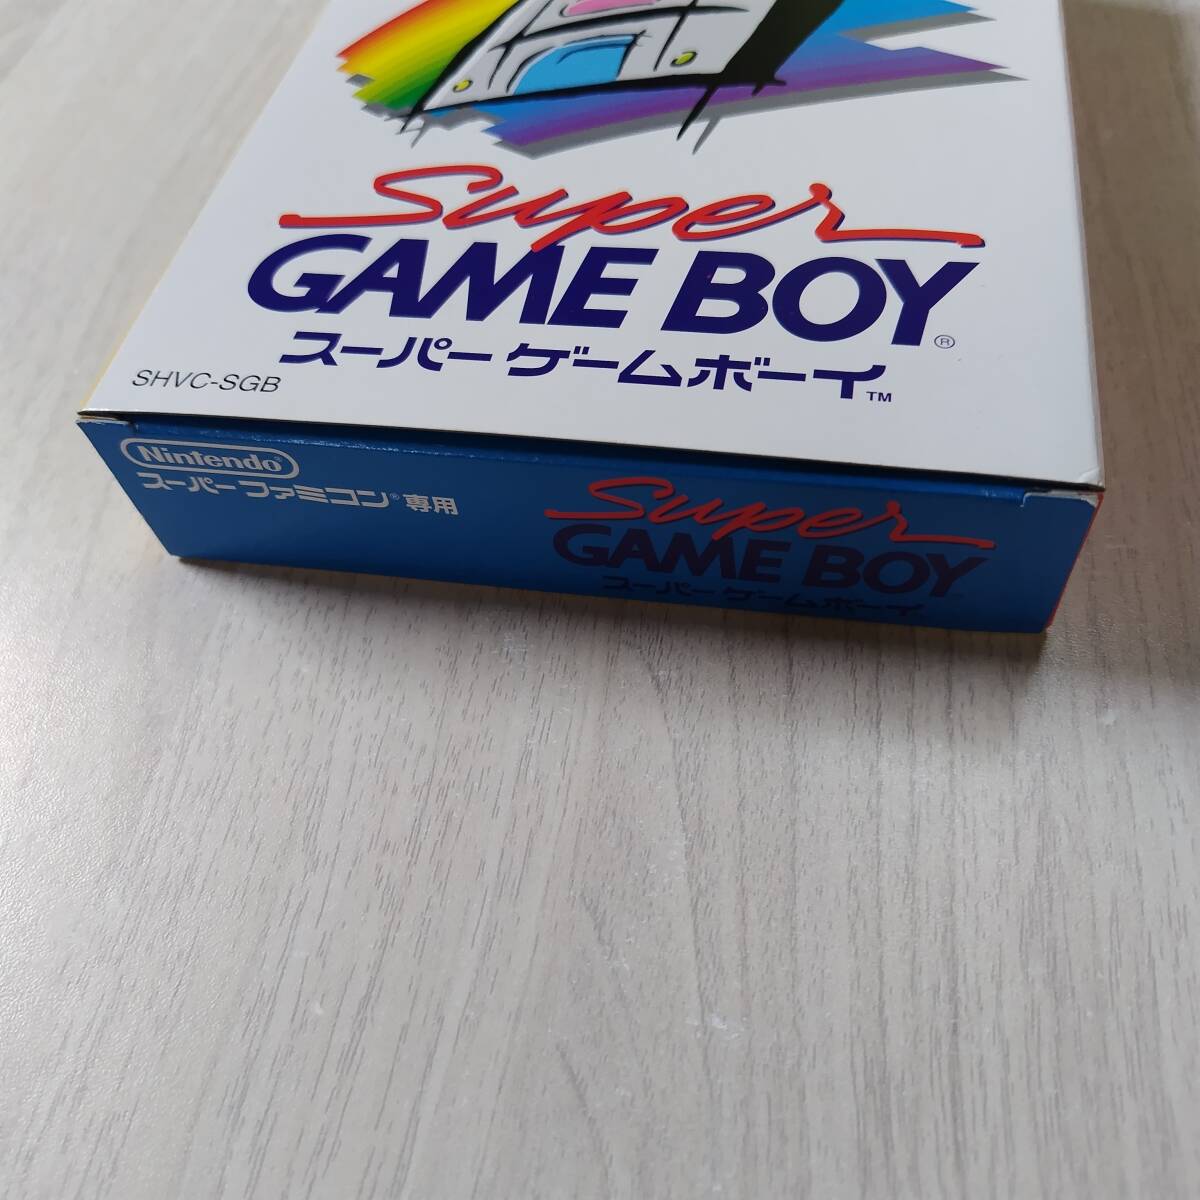 Super
GAME BOY®
スーパーゲームボーイ™
SHVC-SGB
Nintendo®
スーパーファミコン®専用
Super
GAME BOY
スーパーゲームボーイ